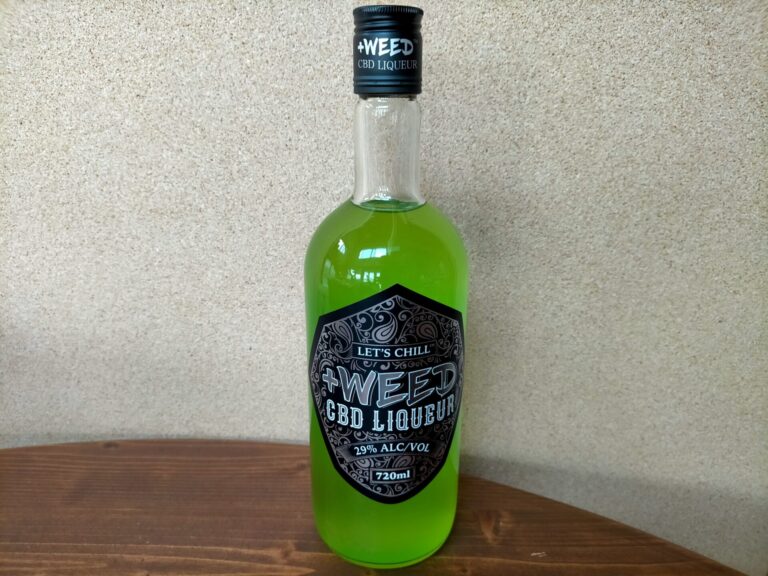 +WEED
CBD LIQUEUR
LET'S CHILL
+WEED
CBD LIQUEUR
29% ALC/VOL
720ml